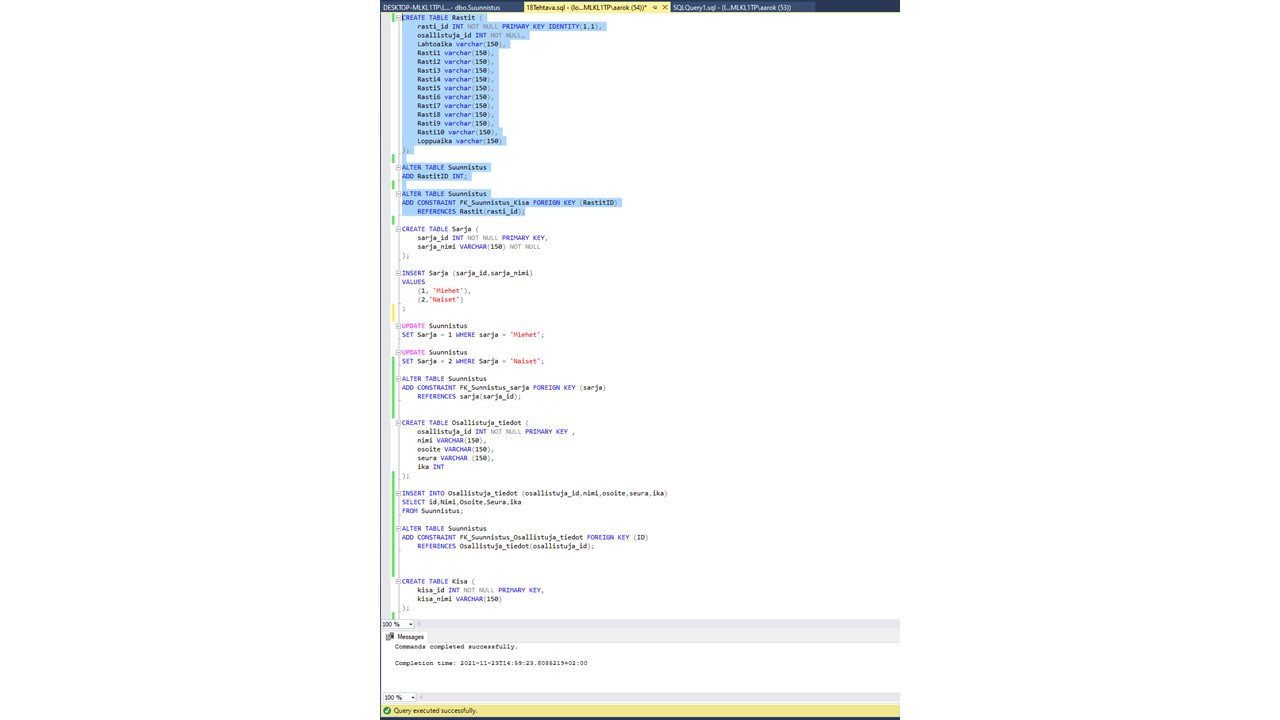 DESKTOP-MLKL1TP\L... - dbo.Suunnistus 18Tehtava.sql - (lo...MLKL1TP\aarok (54))* SQLQuery1.sql - (lo...MLKL1TP\aarok (53))
CREATE TABLE Rastit (
rasti_id INT NOT NULL PRIMARY KEY IDENTITY(1,1),
osallistuja_id INT NOT NULL,
Lahtoaika varchar(150),
Rasti1 varchar(150),
Rasti2 varchar(150),
Rasti3 varchar(150),
Rasti4 varchar(150),
Rasti5 varchar(150),
Rasti6 varchar(150),
Rasti7 varchar(150),
Rasti8 varchar(150),
Rasti9 varchar(150),
Rasti10 varchar(150),
Loppuaika varchar(150)
);
ALTER TABLE Suunnistus
ADD RastitID INT;
ALTER TABLE Suunnistus
ADD CONSTRAINT FK_Suunnistus_Kisa FOREIGN KEY (RastitID)
REFERENCES Rastit(rasti_id);
CREATE TABLE Sarja (
sarja_id INT NOT NULL PRIMARY KEY,
sarja_nimi VARCHAR(150) NOT NULL
);
INSERT Sarja (sarja_id,sarja_nimi)
VALUES
(1, 'Miehet'),
(2,'Naiset')
;
UPDATE Suunnistus
SET Sarja = 1 WHERE sarja = 'Miehet';
UPDATE Suunnistus
SET Sarja = 2 WHERE Sarja = 'Naiset';
ALTER TABLE Suunnistus
ADD CONSTRAINT FK_Sunnistus_sarja FOREIGN KEY (sarja)
REFERENCES sarja(sarja_id);
CREATE TABLE Osallistuja_tiedot (
osallistuja_id INT NOT NULL PRIMARY KEY ,
nimi VARCHAR(150),
osoite VARCHAR(150),
seura VARCHAR (150),
ika INT
);
INSERT INTO Osallistuja_tiedot (osallistuja_id,nimi,osoite,seura,ika)
SELECT id,Nimi,Osoite,Seura,ika
FROM Suunnistus;
ALTER TABLE Suunnistus
ADD CONSTRAINT FK_Suunnistus_Osallistuja_tiedot FOREIGN KEY (ID)
REFERENCES Osallistuja_tiedot(osallistuja_id);
CREATE TABLE Kisa (
kisa_id INT NOT NULL PRIMARY KEY,
kisa_nimi VARCHAR(150)
);
100 %
Messages
Commands completed successfully.
Completion time: 2021-11-23T14:59:23.8085219+02:00
100 %
Query executed successfully.